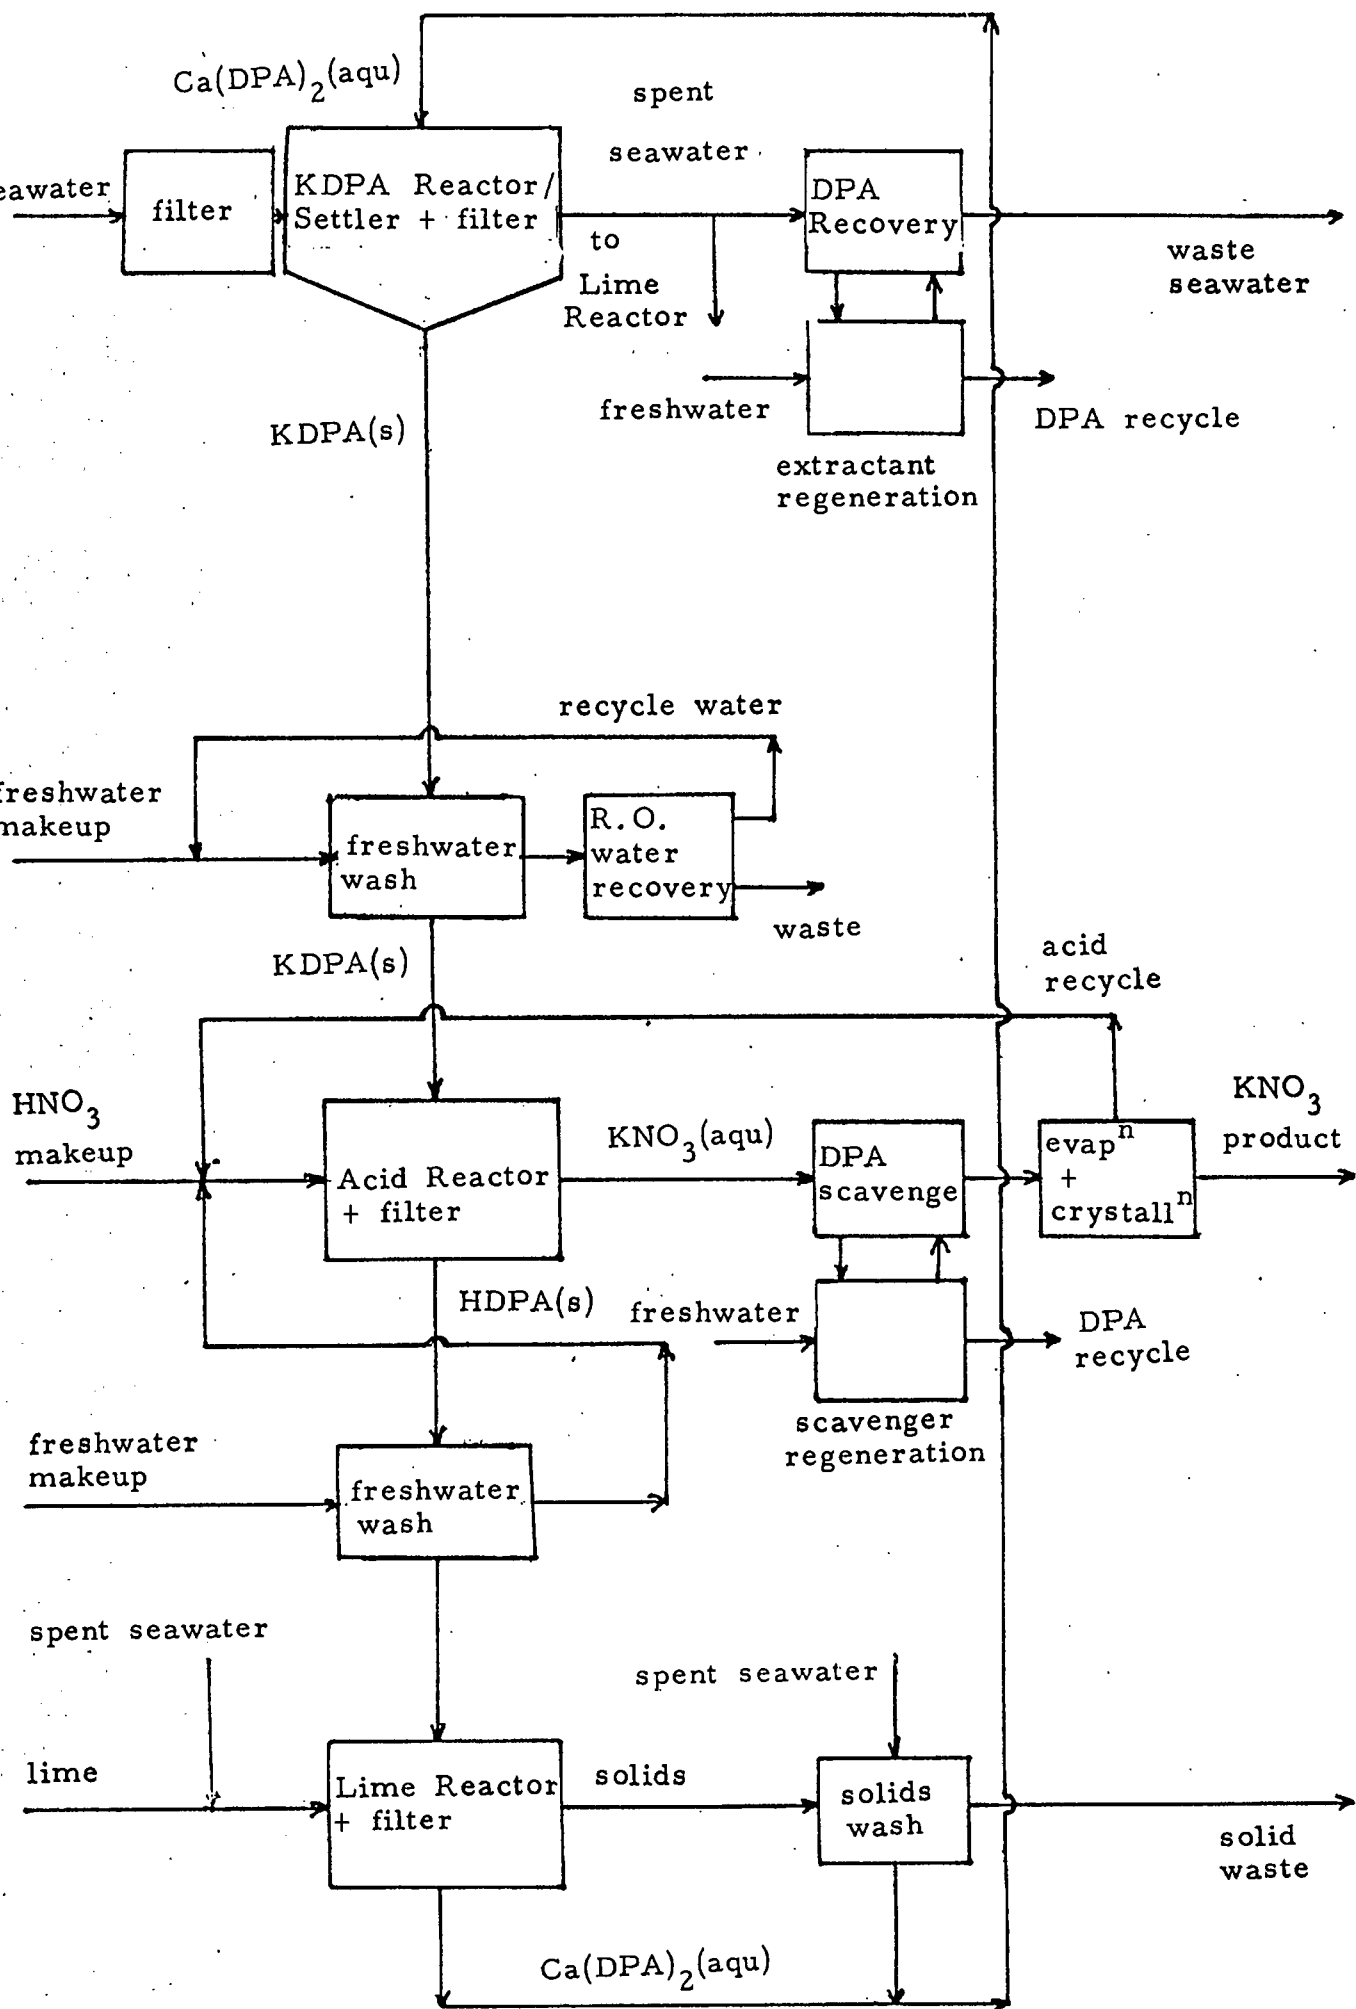 Ca(DPA)2(aqu)
spent
seawater
eawater
filter
KDPA Reactor/
Settler + filter
DPA
Recovery
to
Lime
Reactor
waste
seawater
freshwater
DPA recycle
KDPA(s)
extractant
regeneration
recycle water
freshwater
makeup
freshwater
wash
R.O.
water
recovery
waste
KDPA(s)
acid
recycle
HNO3
makeup
Acid Reactor
+ filter
KNO3(aqu)
DPA
scavenge
evapⁿ
+
crystallⁿ
KNO3
product
HDPA(s)
freshwater
DPA
recycle
scavenger
regeneration
freshwater
makeup
freshwater
wash
spent seawater
spent seawater
lime
Lime Reactor
+ filter
solids
solids
wash
solid
waste
Ca(DPA)2(aqu)